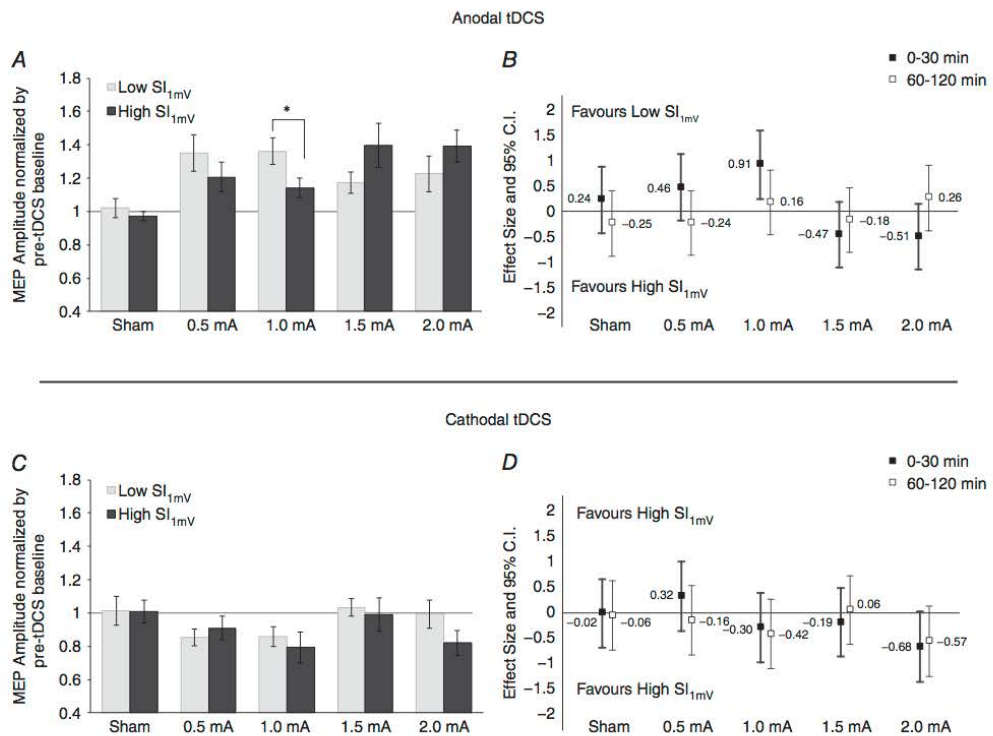 Anodal tDCS
A
MEP Amplitude normalized by
pre-tDCS baseline
1.8
1.6
1.4
1.2
1
0.8
0.6
0.4
Low SI1mV
High SI1mV
*
Sham
0.5 mA
1.0 mA
1.5 mA
2.0 mA
B
0-30 min
60-120 min
Effect Size and 95% C.I.
2
1.5
1
0.5
0
−0.5
−1
−1.5
−2
Favours Low SI1mV
0.24
−0.25
0.46
−0.24
0.91
0.16
−0.47
−0.18
−0.51
0.26
Favours High SI1mV
Sham
0.5 mA
1.0 mA
1.5 mA
2.0 mA
Cathodal tDCS
C
MEP Amplitude normalized by
pre-tDCS baseline
1.8
1.6
1.4
1.2
1
0.8
0.6
0.4
Low SI1mV
High SI1mV
Sham
0.5 mA
1.0 mA
1.5 mA
2.0 mA
D
0-30 min
60-120 min
Effect Size and 95% C.I.
2
1.5
1
0.5
0
−0.5
−1
−1.5
−2
Favours High SI1mV
−0.02
−0.06
0.32
−0.16
−0.30
−0.42
−0.19
0.06
−0.68
−0.57
Favours High SI1mV
Sham
0.5 mA
1.0 mA
1.5 mA
2.0 mA